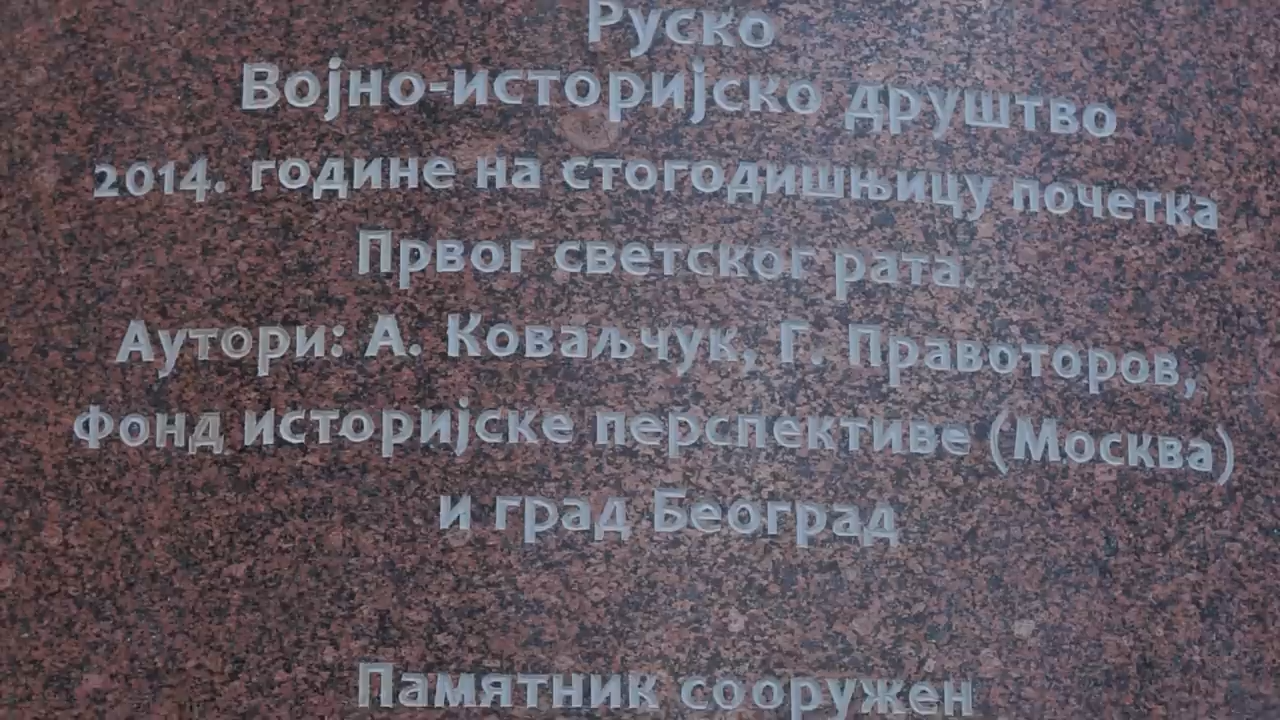 Руско
Војно-историјско друштво
2014. године на стогодишњицу почетка
Првог светског рата.
Аутори: А. Коваљчук, Г. Правоторов,
Фонд историјске перспективе (Москва)
и град Београд
Памятник сооружен